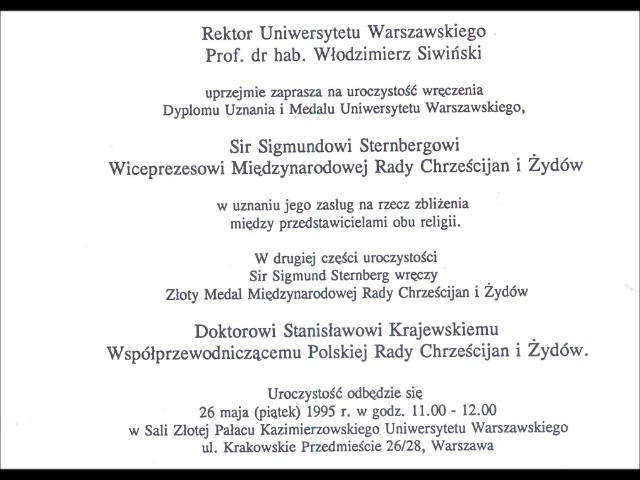 Rektor Uniwersytetu Warszawskiego
Prof. dr hab. Włodzimierz Siwiński
uprzejmie zaprasza na uroczystość wręczenia
Dyplomu Uznania i Medalu Uniwersytetu Warszawskiego,
Sir Sigmundowi Sternbergowi
Wiceprezesowi Międzynarodowej Rady Chrześcijan i Żydów
w uznaniu jego zasług na rzecz zbliżenia
między przedstawicielami obu religii.
W drugiej części uroczystości
Sir Sigmund Sternberg wręczy
Złoty Medal Międzynarodowej Rady Chrześcijan i Żydów
Doktorowi Stanisławowi Krajewskiemu
Współprzewodniczącemu Polskiej Rady Chrześcijan i Żydów.
Uroczystość odbędzie się
26 maja (piątek) 1995 r. w godz. 11.00 - 12.00
w Sali Złotej Pałacu Kazimierzowskiego Uniwersytetu Warszawskiego
ul. Krakowskie Przedmieście 26/28, Warszawa